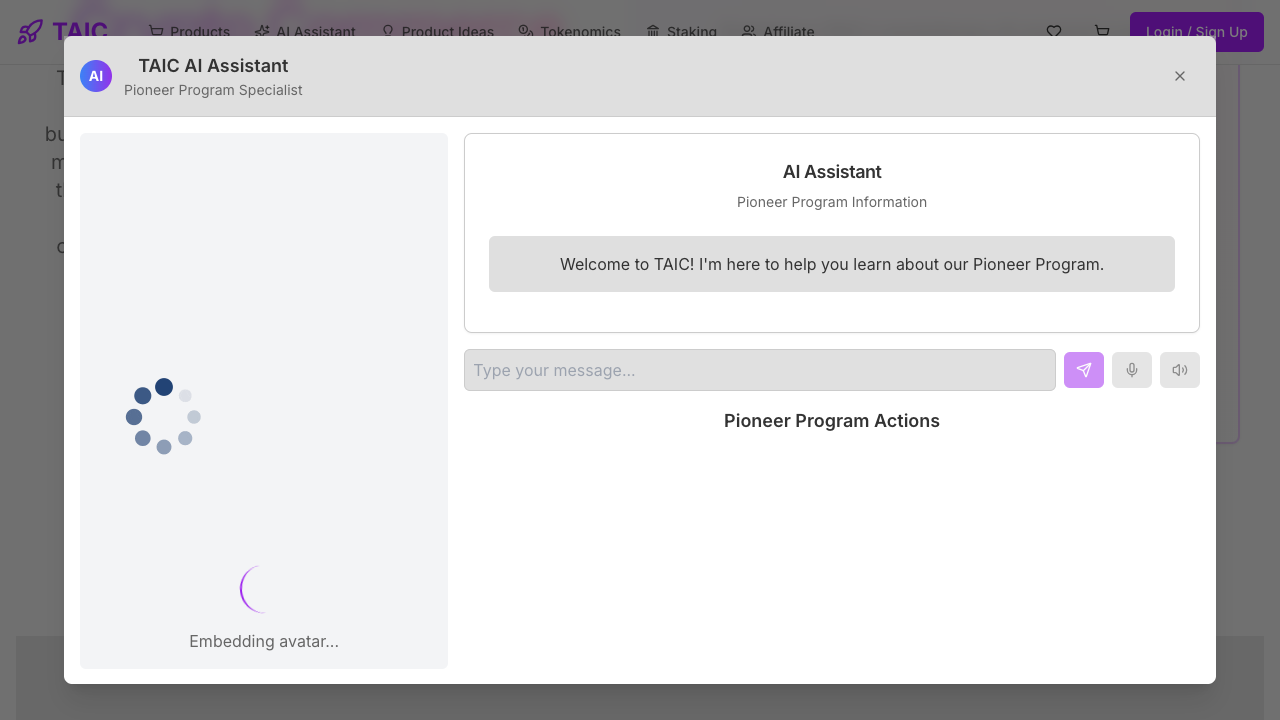 TAIC
Products
AI Assistant
Product Ideas
Tokenomics
Staking
Affiliate
Login / Sign Up
AI
TAIC AI Assistant
Pioneer Program Specialist
Embedding avatar...
AI Assistant
Pioneer Program Information
Welcome to TAIC! I'm here to help you learn about our Pioneer Program.
Type your message...
Pioneer Program Actions